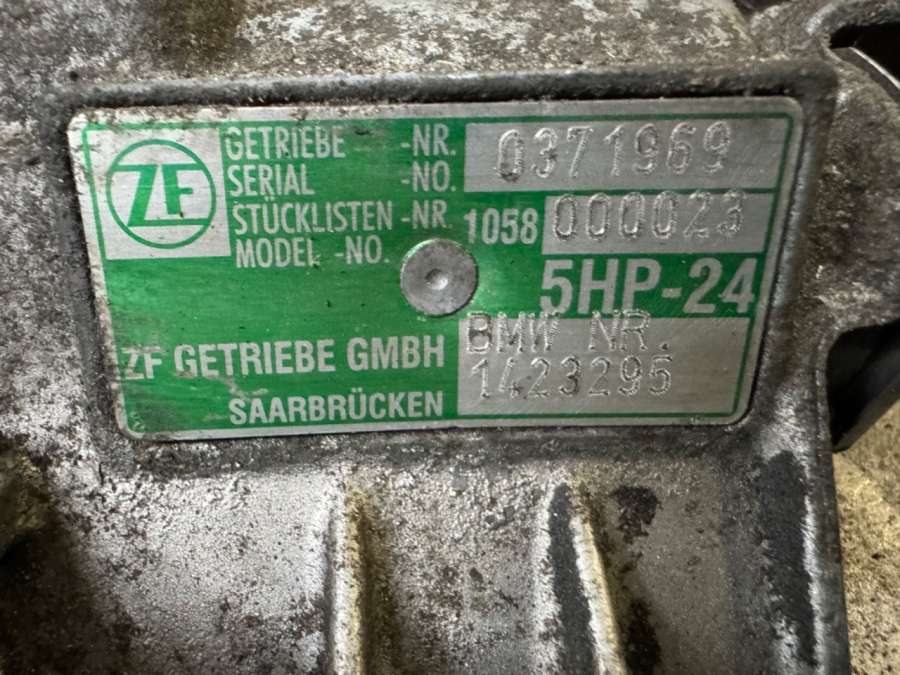 ZF
GETRIEBE -NR. 0371969
SERIAL -NO.
STÜCKLISTEN -NR 1058 000023
MODEL -NO.
5HP-24
BMW NR.
ZF GETRIEBE GMBH
1423295
SAARBRÜCKEN